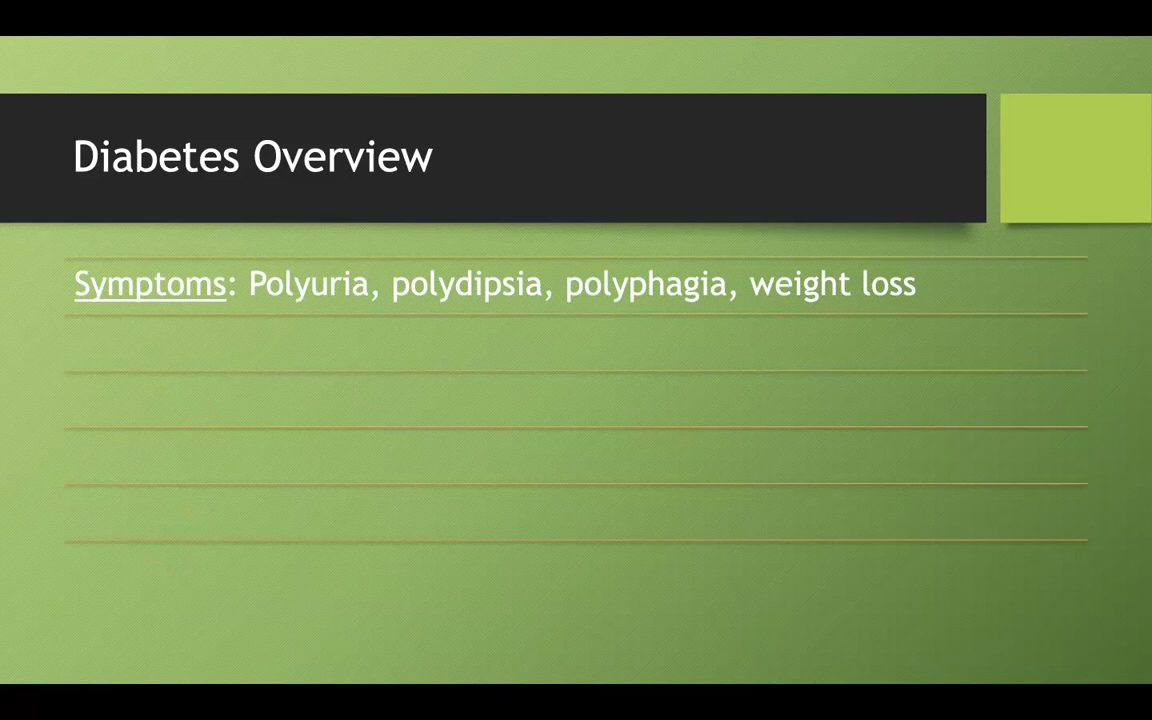 Diabetes Overview
Symptoms: Polyuria, polydipsia, polyphagia, weight loss